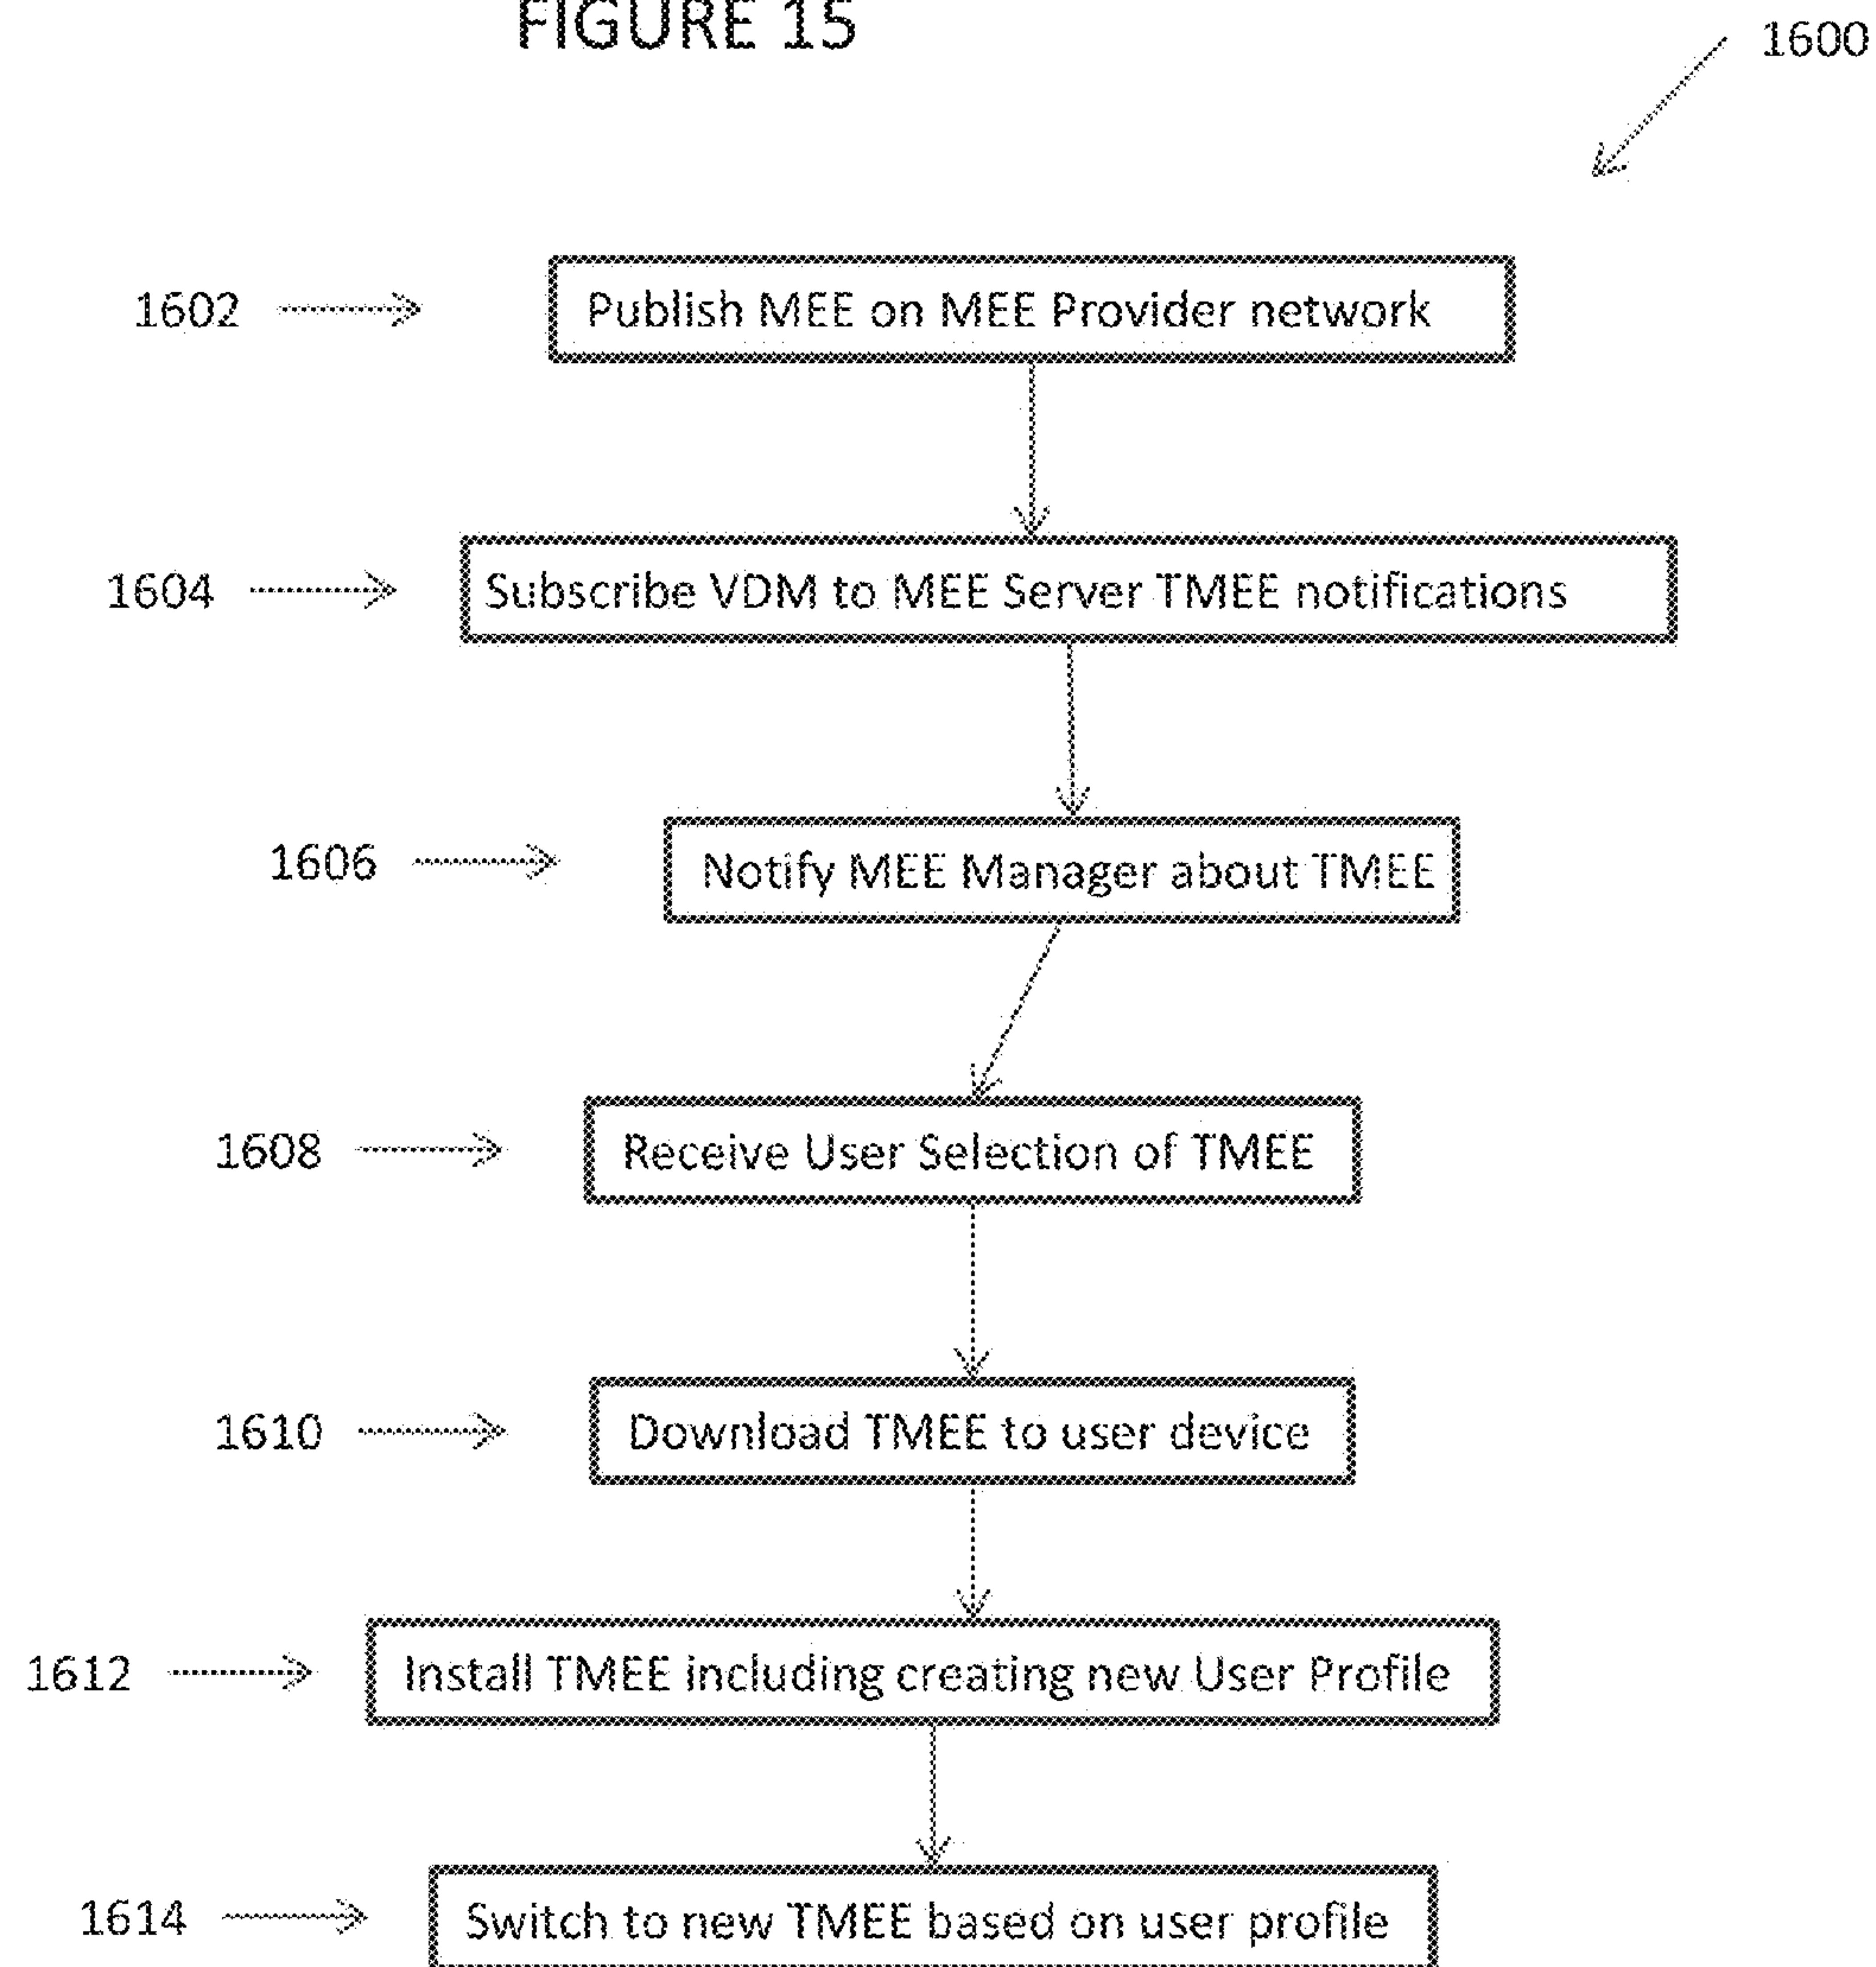 FIGURE 15
1600
1602 Publish MEE on MEE Provider network
1604 Subscribe VDM to MEE Server TMEE notifications
1606 Notify MEE Manager about TMEE
1608 Receive User Selection of TMEE
1610 Download TMEE to user device
1612 Install TMEE including creating new User Profile
1614 Switch to new TMEE based on user profile